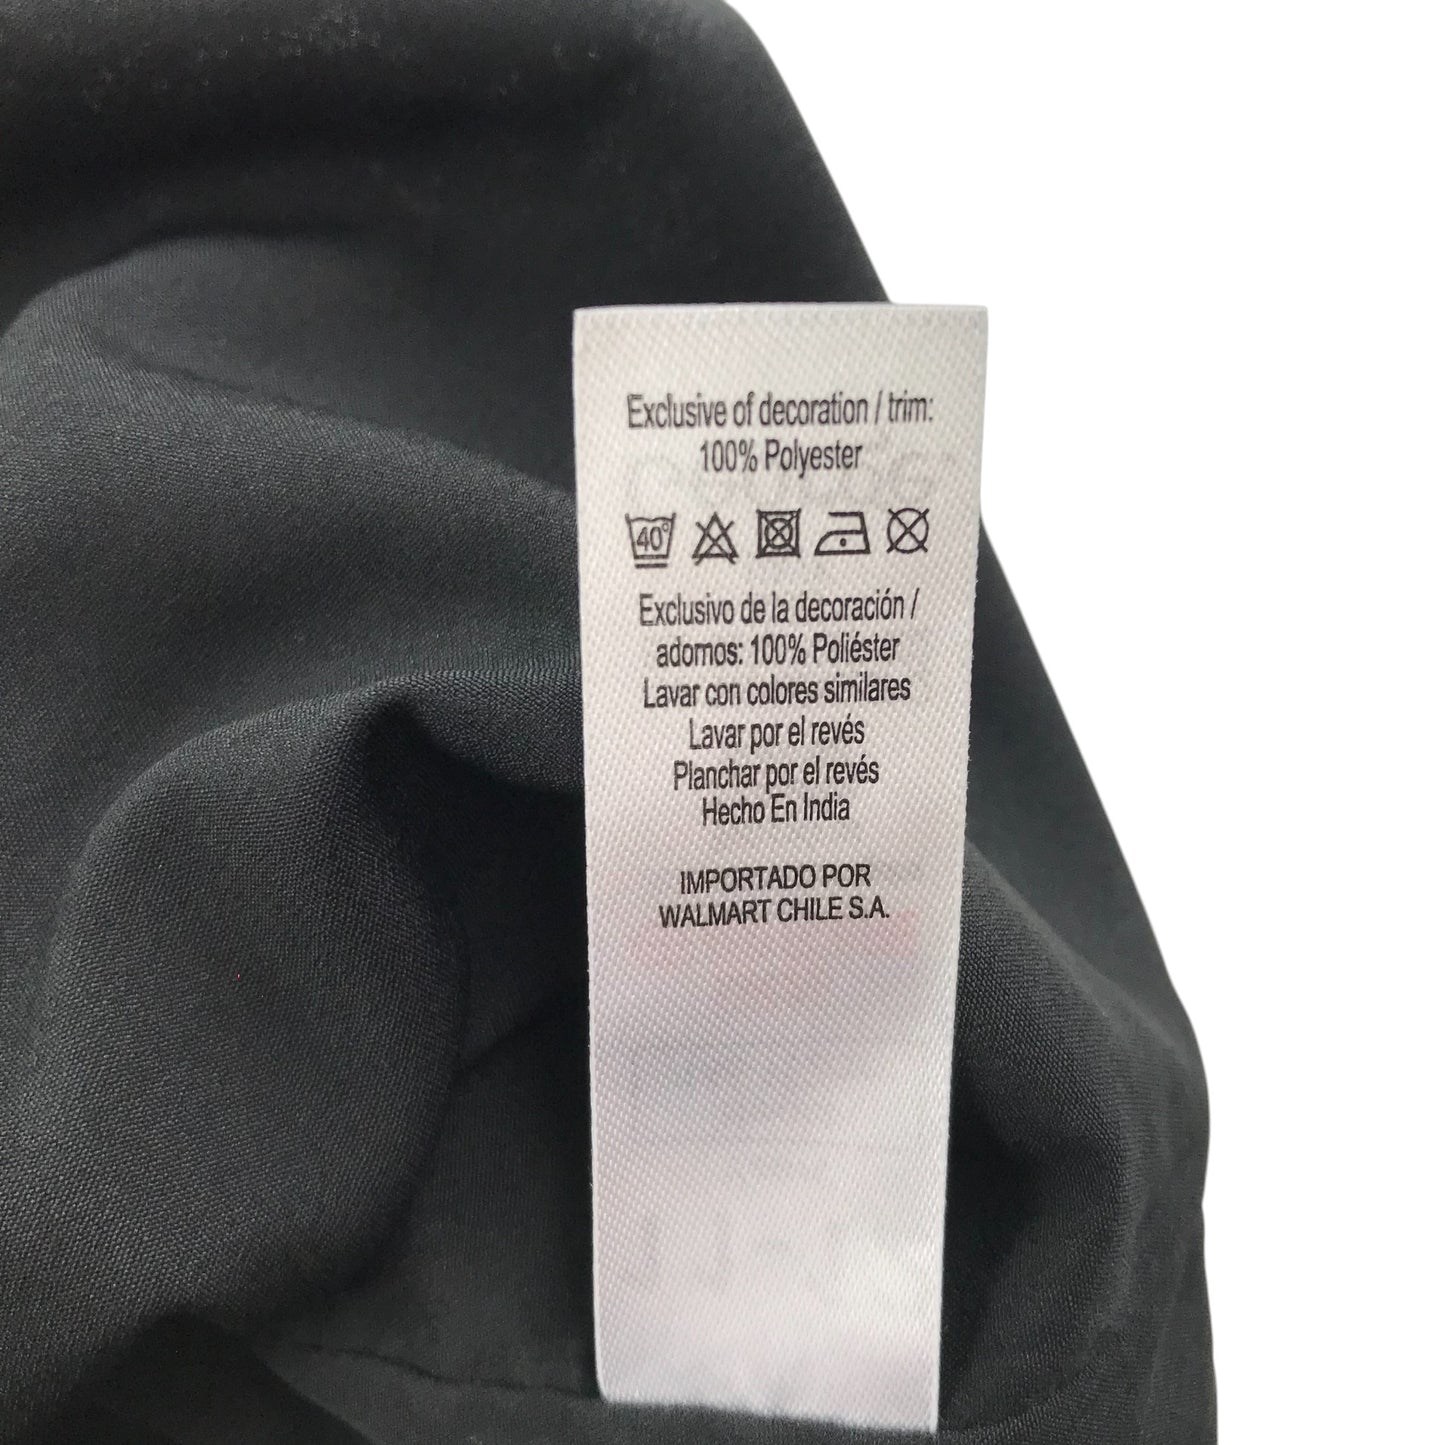 Exclusive of decoration / trim:
100% Polyester
40°
Exclusivo de la decoración /
adornos: 100% Poliéster
Lavar con colores similares
Lavar por el revés
Planchar por el revés
Hecho En India
IMPORTADO POR
WALMART CHILE S.A.